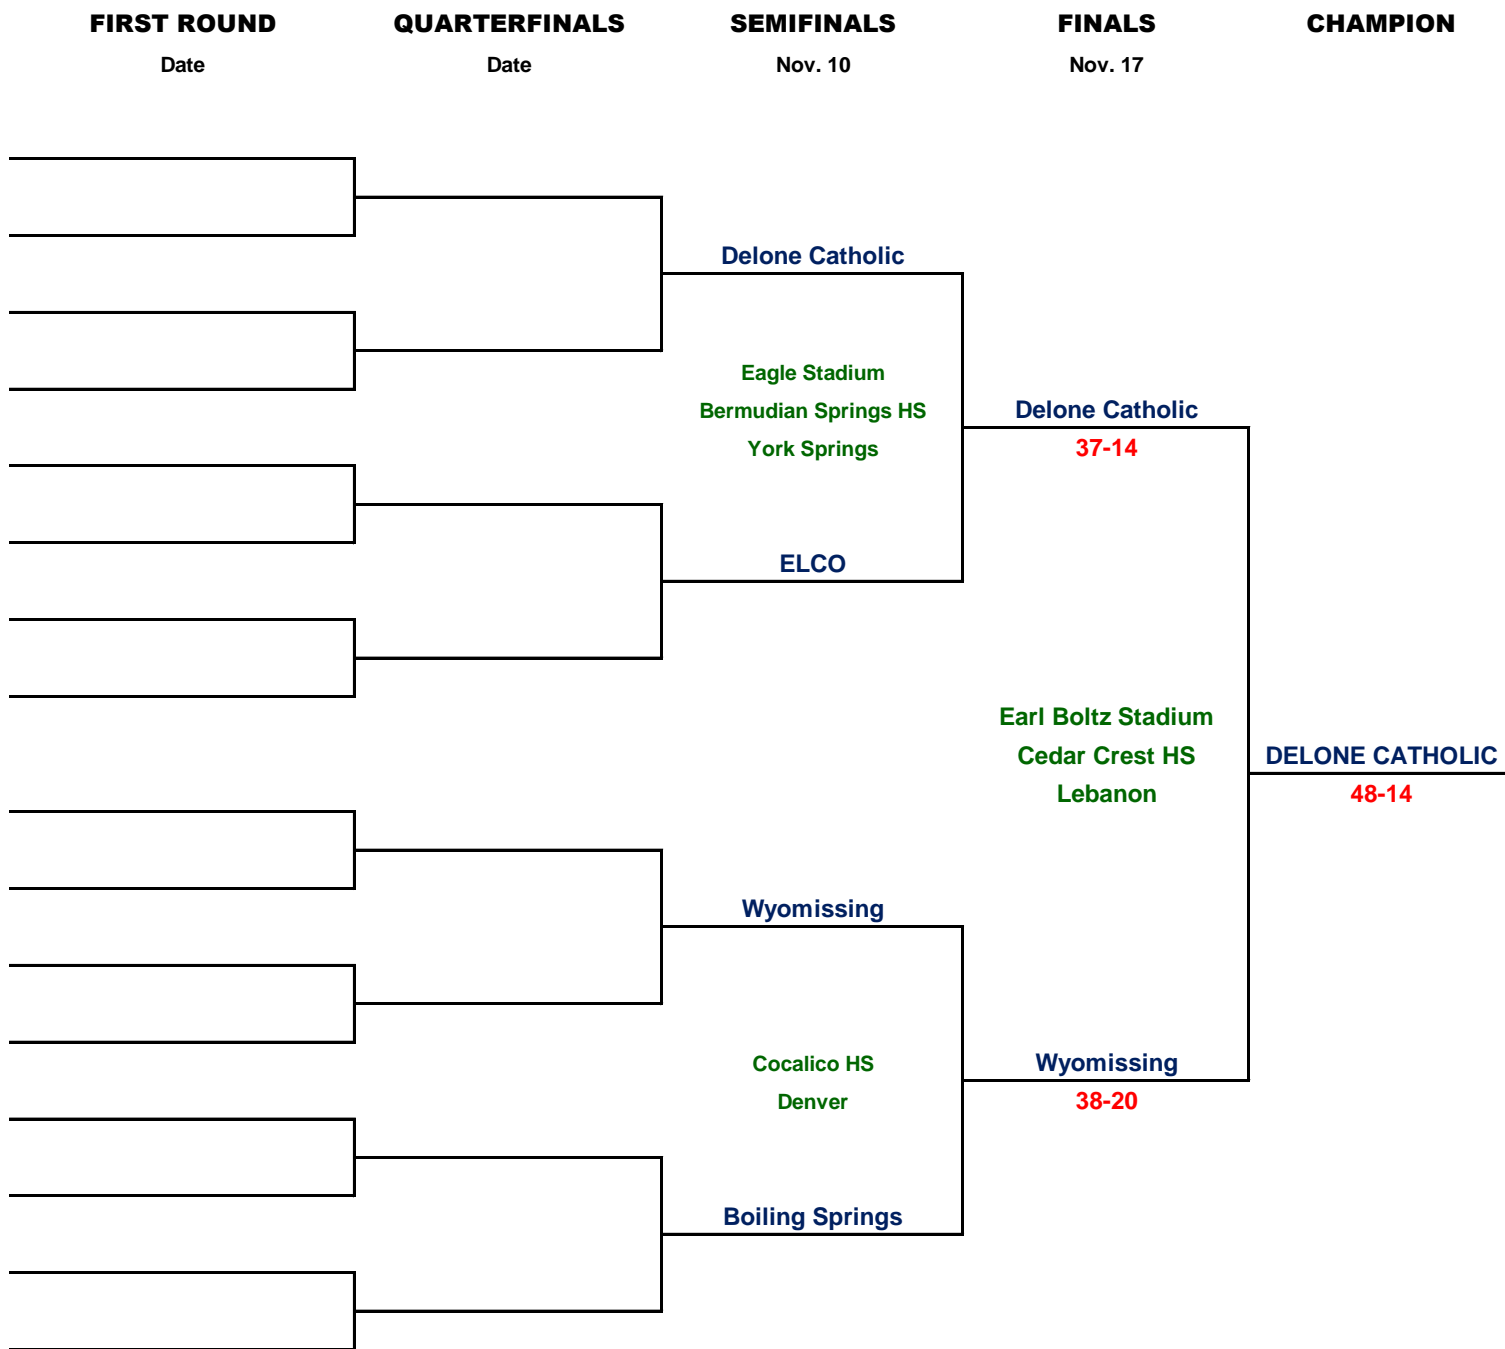 FIRST ROUND
QUARTERFINALS
SEMIFINALS
FINALS
CHAMPION
Date
Date
Nov. 10
Nov. 17
Delone Catholic
Eagle Stadium
Bermudian Springs HS
York Springs
Delone Catholic
37-14
ELCO
Earl Boltz Stadium
Cedar Crest HS
Lebanon
DELONE CATHOLIC
48-14
Wyomissing
Cocalico HS
Denver
Wyomissing
38-20
Boiling Springs